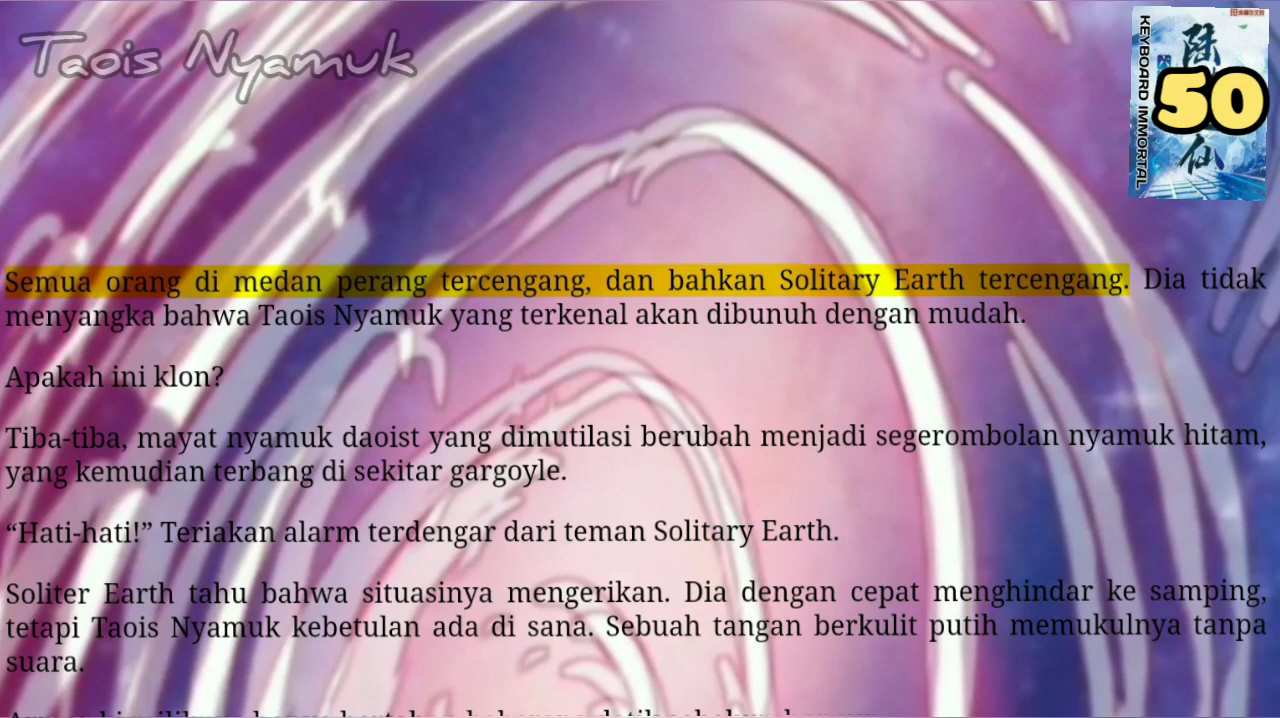 Taois Nyamuk
KEYBOARD IMMORTAL
50
仙
Semua orang di medan perang tercengang, dan bahkan Solitary Earth tercengang. Dia tidak
menyangka bahwa Taois Nyamuk yang terkenal akan dibunuh dengan mudah.
Apakah ini klon?
Tiba-tiba, mayat nyamuk daoist yang dimutilasi berubah menjadi segerombolan nyamuk hitam,
yang kemudian terbang di sekitar gargoyle.
“Hati-hati!” Teriakan alarm terdengar dari teman Solitary Earth.
Soliter Earth tahu bahwa situasinya mengerikan. Dia dengan cepat menghindar ke samping,
tetapi Taois Nyamuk kebetulan ada di sana. Sebuah tangan berkulit putih memukulnya tanpa
suara.